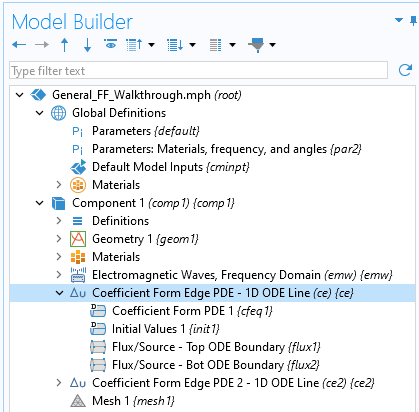 Model Builder
Type filter text
General_FF_Walkthrough.mph (root)
Global Definitions
Pi Parameters {default}
Pi Parameters: Materials, frequency, and angles {par2}
Default Model Inputs {cminpt}
Materials
Component 1 (comp1) {comp1}
Definitions
Geometry 1 {geom1}
Materials
Electromagnetic Waves, Frequency Domain (emw) {emw}
Δu Coefficient Form Edge PDE - 1D ODE Line (ce) {ce}
D Coefficient Form PDE 1 {cfeq1}
D Initial Values 1 {init1}
Flux/Source - Top ODE Boundary {flux1}
Flux/Source - Bot ODE Boundary {flux2}
Δu Coefficient Form Edge PDE 2 - 1D ODE Line (ce2) {ce2}
Mesh 1 {mesh1}